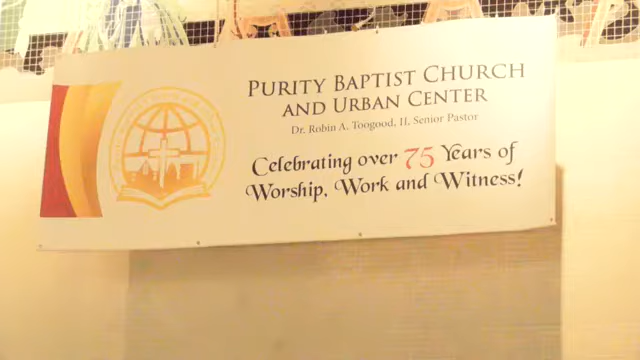 PURITY BAPTIST CHURCH
AND URBAN CENTER
Dr. Robin A. Toogood, II, Senior Pastor
Celebrating over 75 Years of
Worship, Work and Witness!